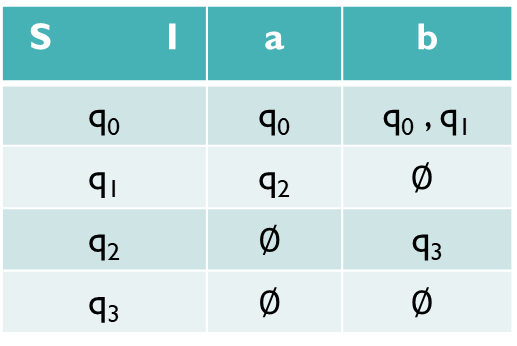 S I a b
q₀ q₀ q₀ , q₁
q₁ q₂ Ø
q₂ Ø q₃
q₃ Ø Ø